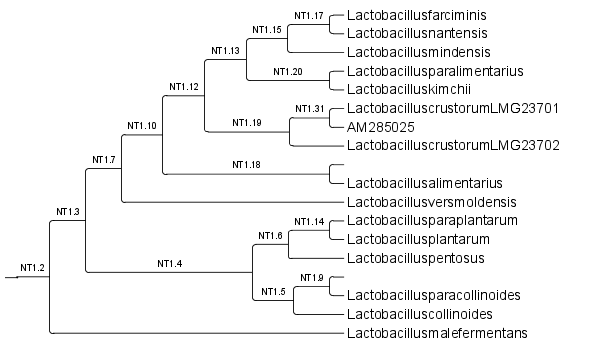 NT1.17 Lactobacillusfarciminis
NT1.15 Lactobacillusnantensis
NT1.13 Lactobacillusmindensis
NT1.20 Lactobacillusparalimentarius
NT1.12 Lactobacilluskimchii
NT1.31 LactobacilluscrustorumLMG23701
NT1.10 NT1.19 AM285025
LactobacilluscrustorumLMG23702
NT1.7 NT1.18
Lactobacillusalimentarius
Lactobacillusversmoldensis
NT1.3 NT1.14 Lactobacillusparaplantarum
NT1.6 Lactobacillusplantarum
NT1.2 NT1.4 Lactobacilluspentosus
NT1.9
NT1.5 Lactobacillusparacollinoides
Lactobacilluscollinoides
Lactobacillusmalefermentans